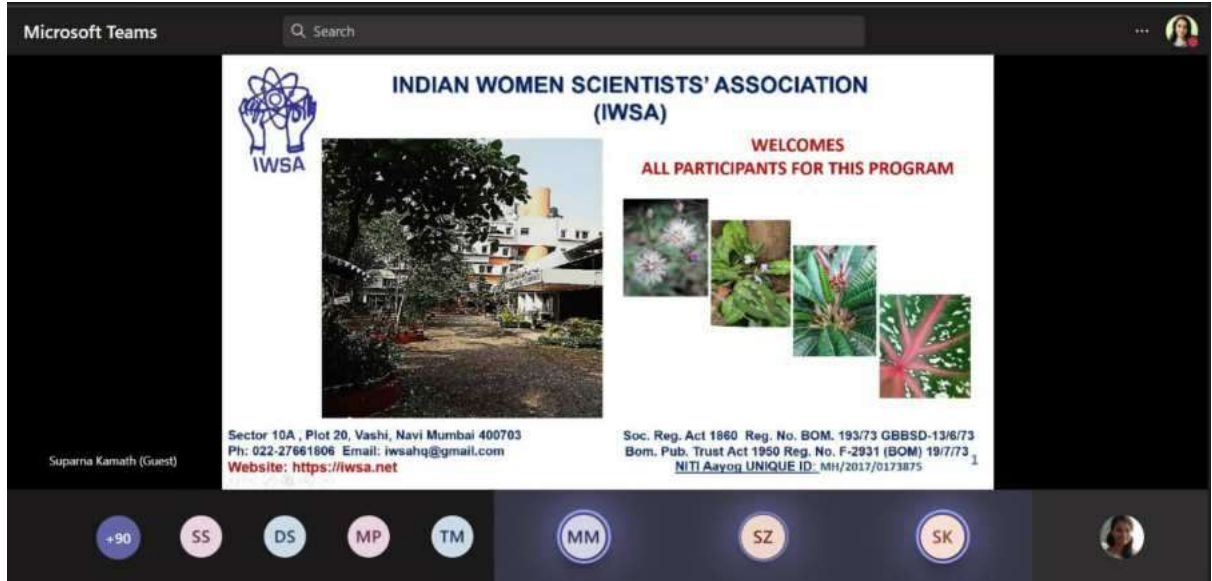 Microsoft Teams
Search
INDIAN WOMEN SCIENTISTS' ASSOCIATION
(IWSA)
IWSA
WELCOMES
ALL PARTICIPANTS FOR THIS PROGRAM
Sector 10A , Plot 20, Vashi, Navi Mumbai 400703
Ph: 022-27661806 Email: iwsahq@gmail.com
Website: https://iwsa.net
Soc. Reg. Act 1860 Reg. No. BOM. 193/73 GBBSD-13/6/73
Bom. Pub. Trust Act 1950 Reg. No. F-2931 (BOM) 19/7/73
NITI Aayog UNIQUE ID: MH/2017/0173875
1
Suparna Kamath (Guest)
+90
SS
DS
MP
TM
MM
SZ
SK